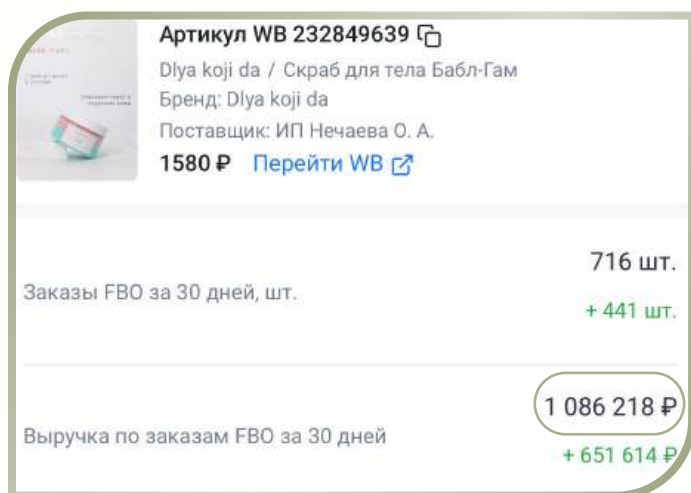 Артикул WB 232849639
Dlya koji da / Скраб для тела Бабл-Гам
Бренд: Dlya koji da
Поставщик: ИП Нечаева О. А.
1580 ₽ Перейти WB
716 шт.
Заказы FBO за 30 дней, шт.
+ 441 шт.
1 086 218 ₽
Выручка по заказам FBO за 30 дней
+ 651 614 ₽